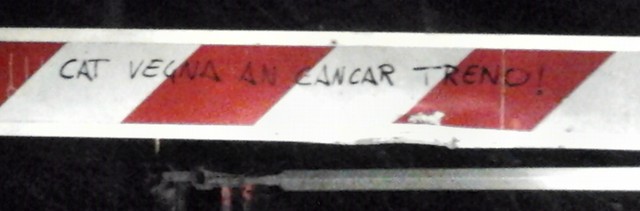 CAT VEGNA AN CANCAR TRENO!